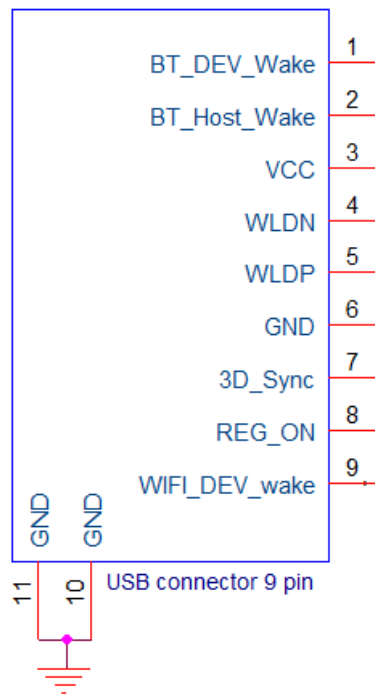 1
BT_DEV_Wake
2
BT_Host_Wake
3
VCC
4
WLDN
5
WLDP
6
GND
7
3D_Sync
8
REG_ON
9
WIFI_DEV_wake
GND
GND
11
10
USB connector 9 pin